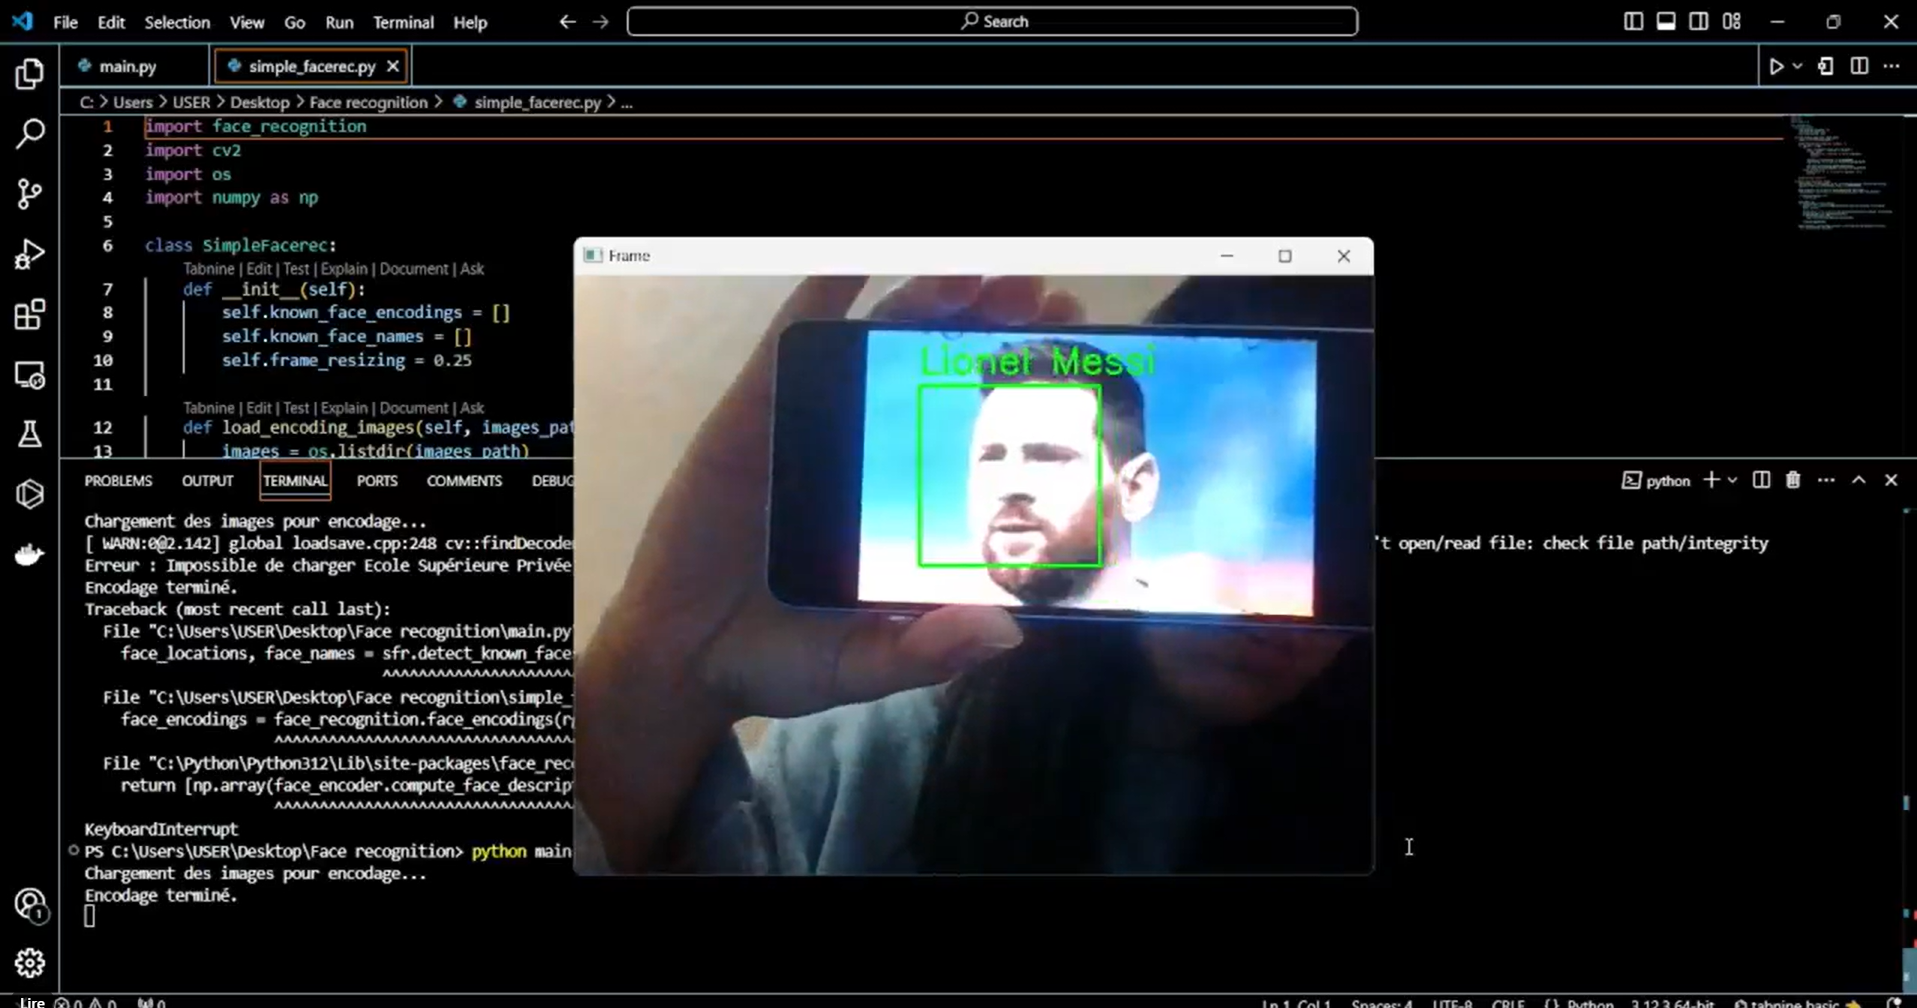 File Edit Selection View Go Run Terminal Help Search
main.py simple_facerec.py
C: > Users > USER > Desktop > Face recognition > simple_facerec.py > ...
1 import face_recognition
2 import cv2
3 import os
4 import numpy as np
5
6 class SimpleFacerec:
Tabnine | Edit | Test | Explain | Document | Ask
7 def __init__(self):
8 self.known_face_encodings = []
9 self.known_face_names = []
10 self.frame_resizing = 0.25
11
Tabnine | Edit | Test | Explain | Document | Ask
12 def load_encoding_images(self, images_pat
13 images = os.listdir(images_path)
Frame
Lionel Messi
PROBLEMS OUTPUT TERMINAL PORTS COMMENTS DEBUG
python
Chargement des images pour encodage...
[ WARN:0@2.142] global loadsave.cpp:248 cv::findDecoder 't open/read file: check file path/integrity
Erreur : Impossible de charger Ecole Supérieure Privée
Encodage terminé.
Traceback (most recent call last):
File "C:\Users\USER\Desktop\Face recognition\main.py
face_locations, face_names = sfr.detect_known_face
^^^^^^^^^^^^^^^^^^^^^^
File "C:\Users\USER\Desktop\Face recognition\simple_
face_encodings = face_recognition.face_encodings(r
^^^^^^^^^^^^^^^^^^^^^^^^^^^^^^^^^^^
File "C:\Python\Python312\Lib\site-packages\face_rec
return [np.array(face_encoder.compute_face_descrip
^^^^^^^^^^^^^^^^^^^^^^^^^^^^^^^^^^^
KeyboardInterrupt
PS C:\Users\USER\Desktop\Face recognition> python main
Chargement des images pour encodage...
Encodage terminé.
1
Lire 0 0 0 Ln 1, Col 1 Spaces: 4 UTF-8 CRLF {} Python 3.12.3 64-bit tabnine basic